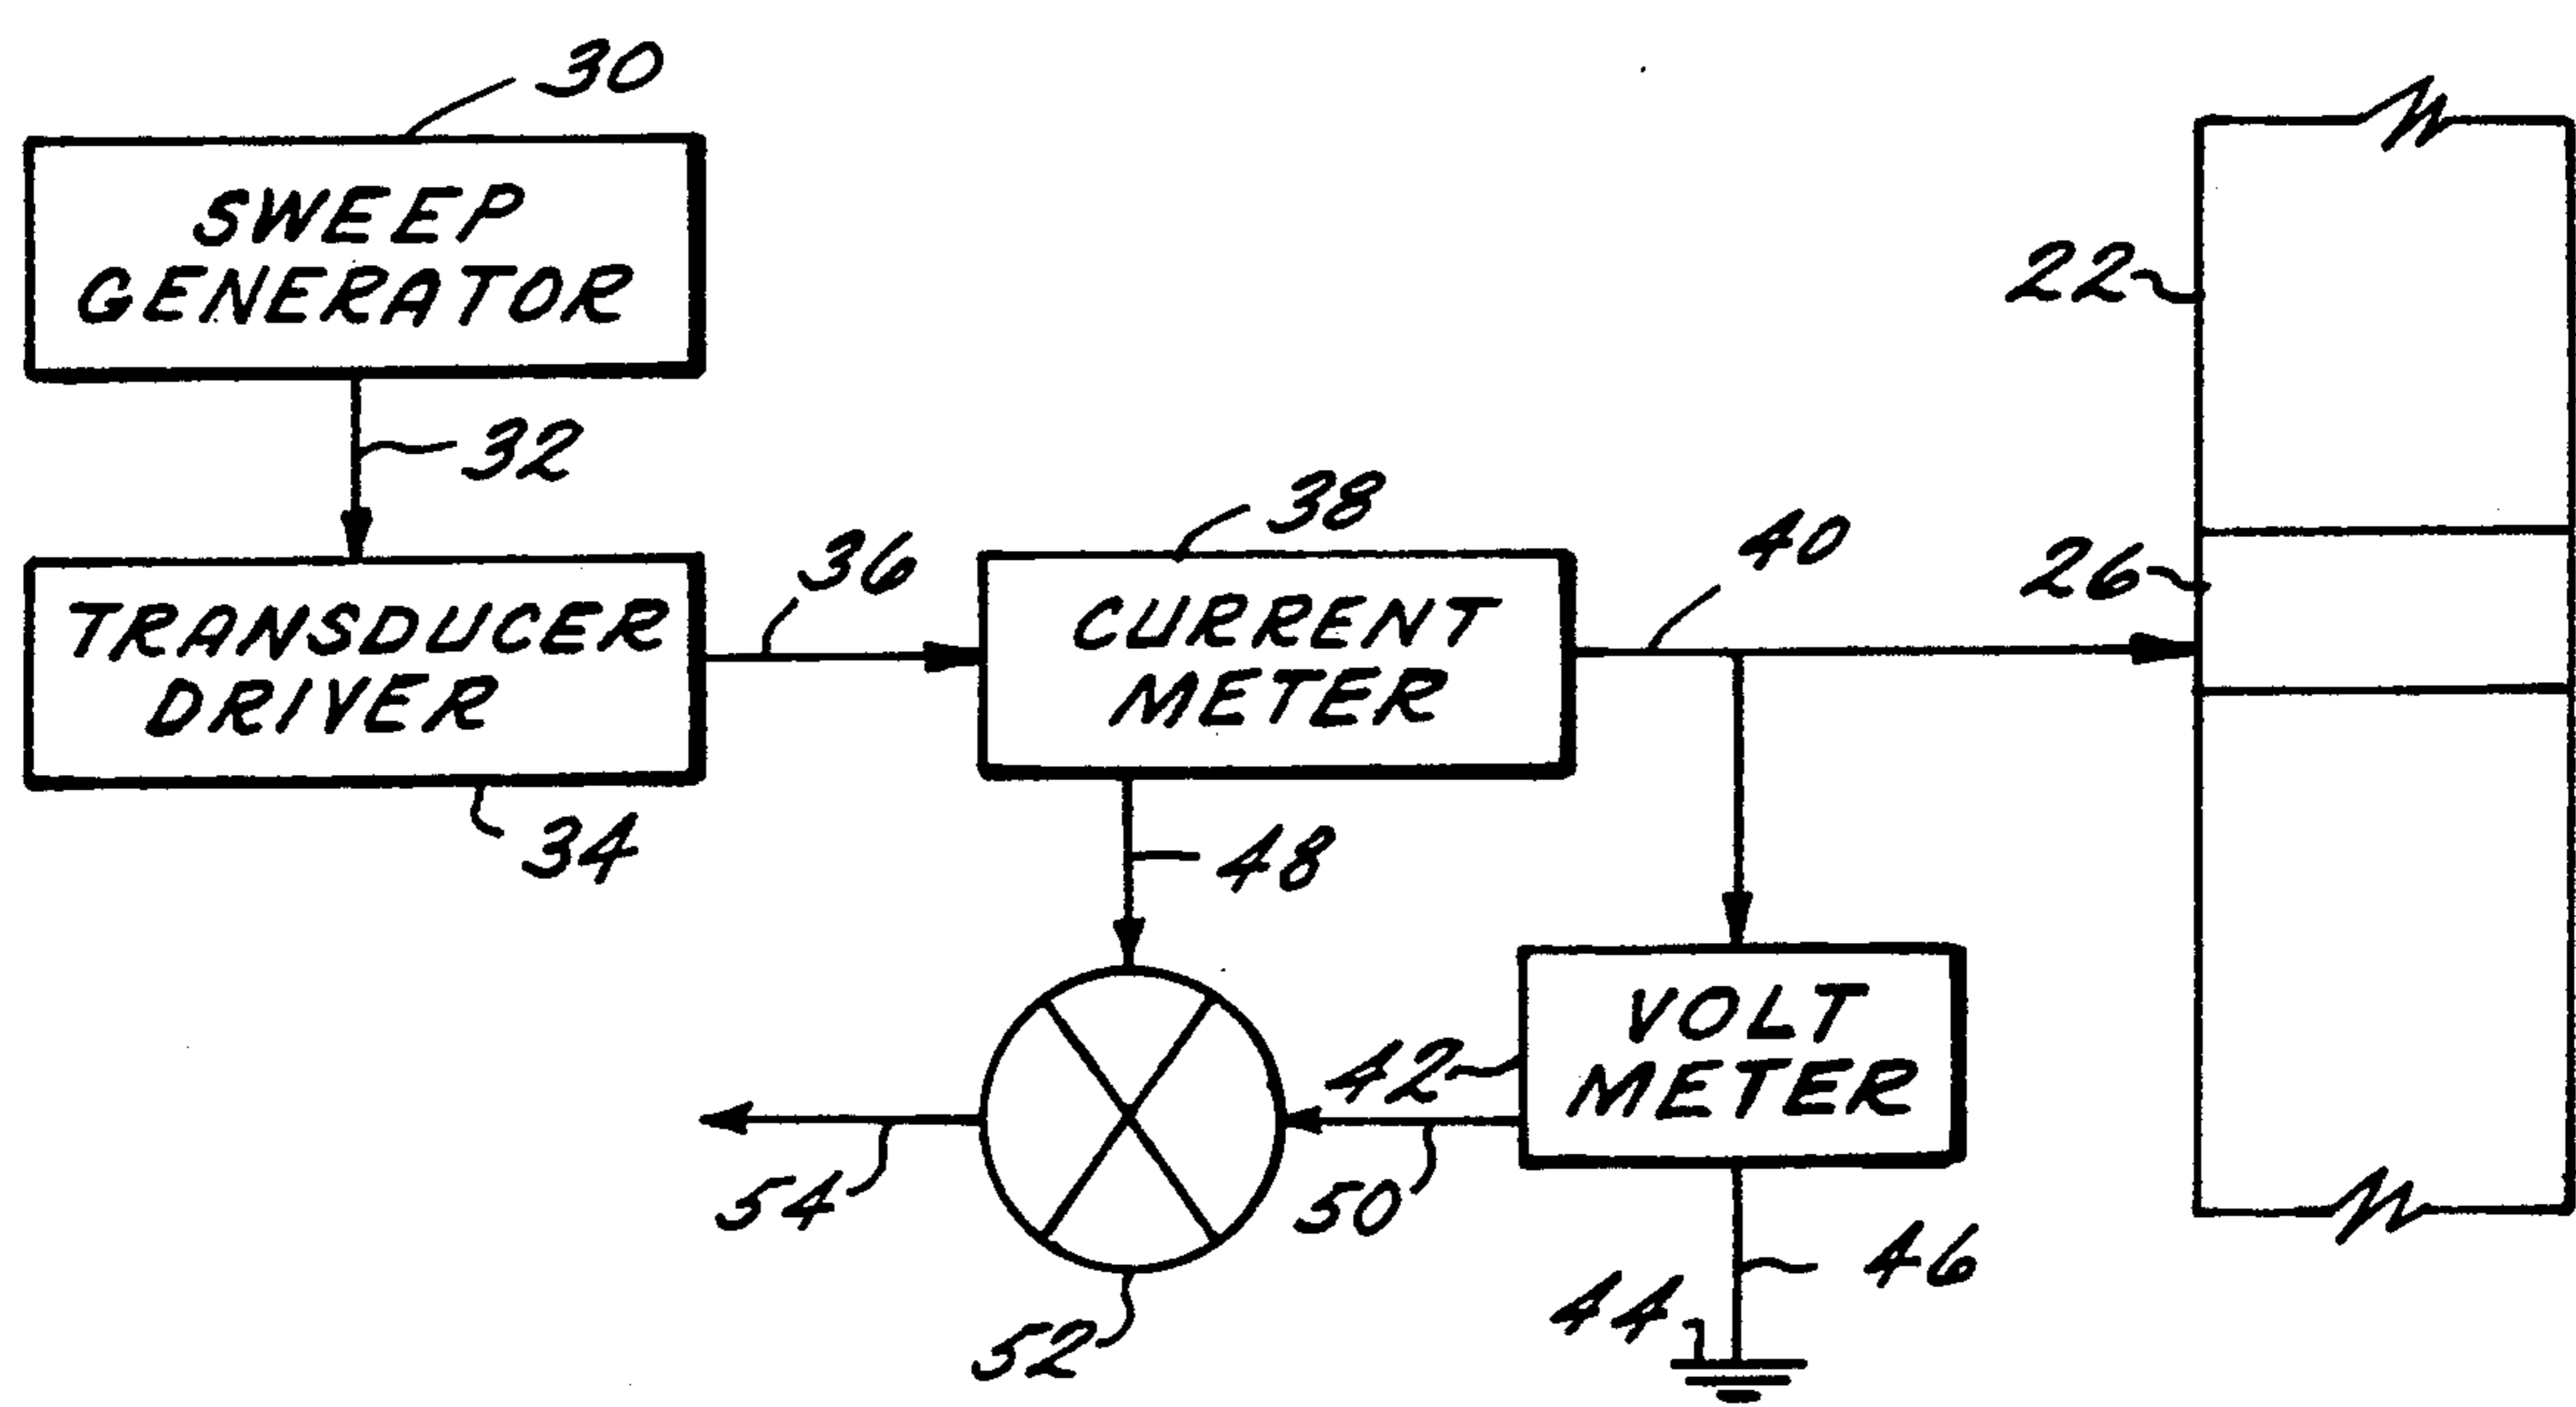 30
SWEEP
GENERATOR
22
32
38
40
36
26
TRANSDUCER
DRIVER
CURRENT
METER
34
48
VOLT
METER
42
54
50
46
44
52